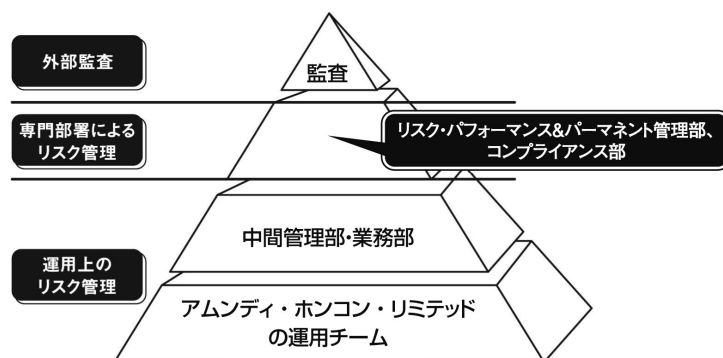 外部監査
監査
専門部署による
リスク管理
リスク・パフォーマンス&パーマネント管理部、
コンプライアンス部
中間管理部・業務部
運用上の
リスク管理
アムンディ・ホンコン・リミテッド
の運用チーム